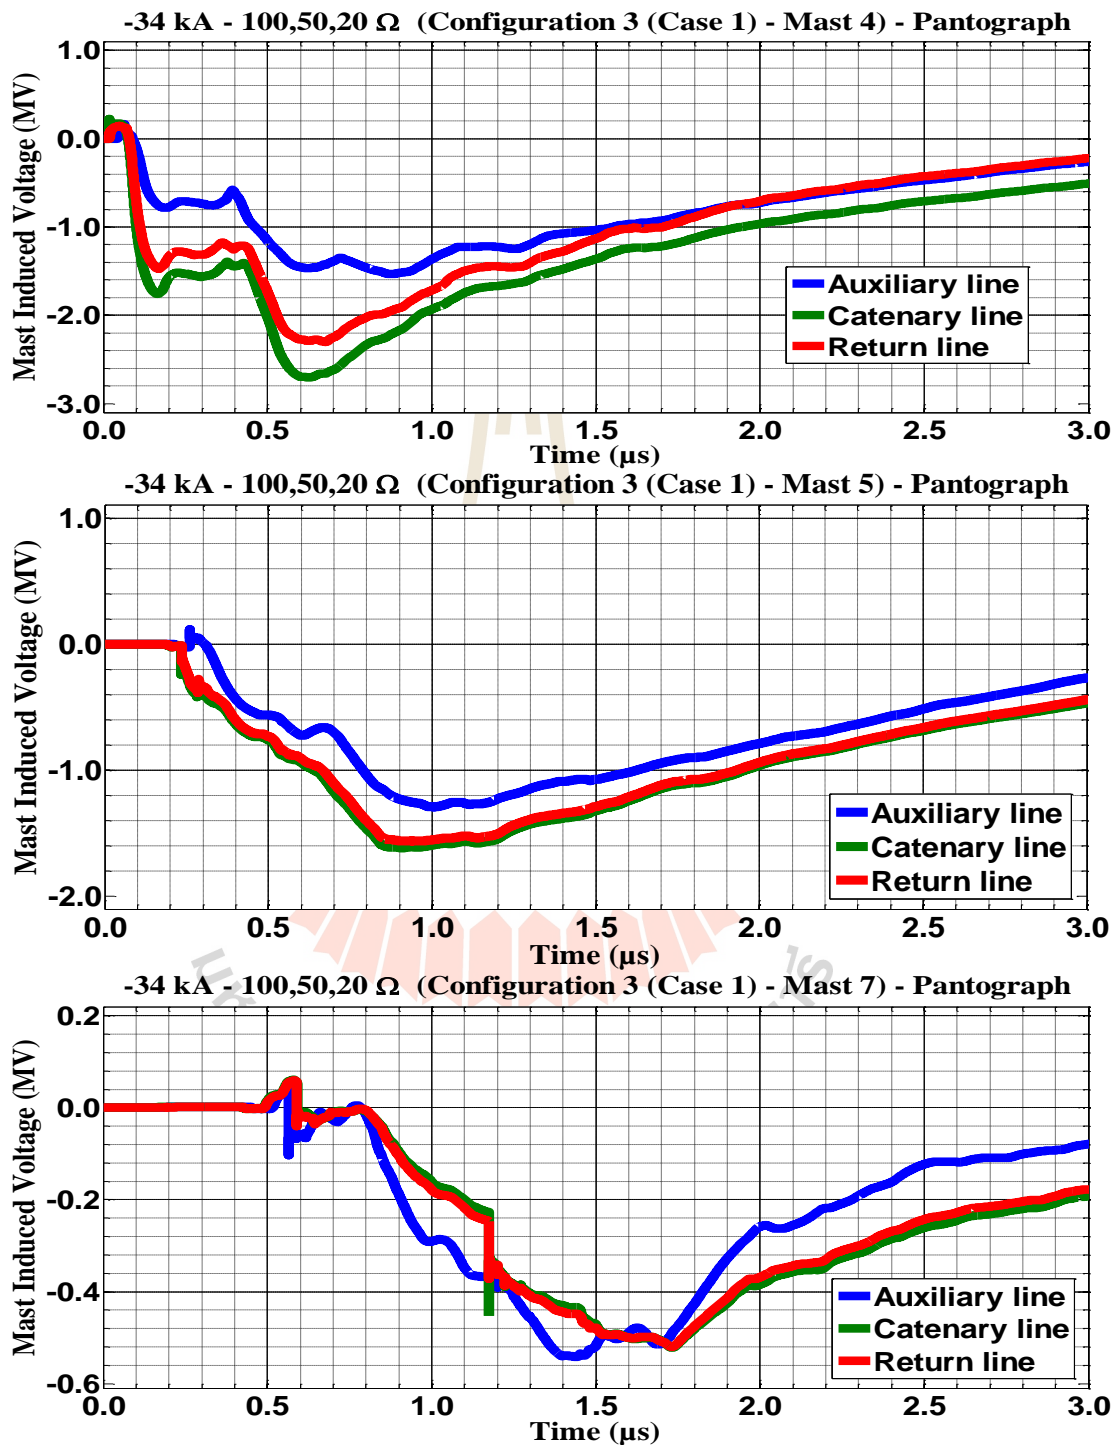 -34 kA - 100,50,20 Ω (Configuration 3 (Case 1) - Mast 4) - Pantograph
Mast Induced Voltage (MV)
1.0
0.0
-1.0
-2.0
-3.0
Auxiliary line
Catenary line
Return line
0.0 0.5 1.0 1.5 2.0 2.5 3.0
Time (µs)
-34 kA - 100,50,20 Ω (Configuration 3 (Case 1) - Mast 5) - Pantograph
Mast Induced Voltage (MV)
1.0
0.0
-1.0
-2.0
Auxiliary line
Catenary line
Return line
0.0 0.5 1.0 1.5 2.0 2.5 3.0
Time (µs)
-34 kA - 100,50,20 Ω (Configuration 3 (Case 1) - Mast 7) - Pantograph
Mast Induced Voltage (MV)
0.2
0.0
-0.2
-0.4
-0.6
Auxiliary line
Catenary line
Return line
0.0 0.5 1.0 1.5 2.0 2.5 3.0
Time (µs)